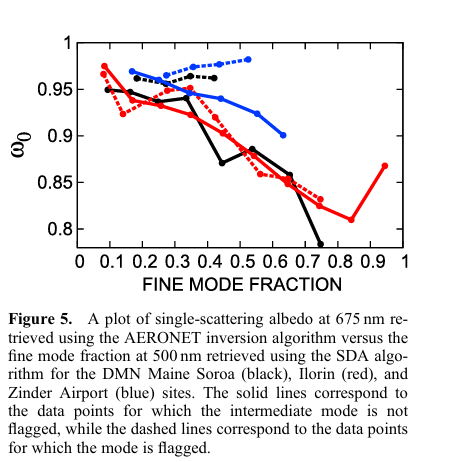 1
0.95
0.9
0.85
0.8
ω0
0 0.1 0.2 0.3 0.4 0.5 0.6 0.7 0.8 0.9 1
FINE MODE FRACTION
Figure 5. A plot of single-scattering albedo at 675 nm re-
trieved using the AERONET inversion algorithm versus the
fine mode fraction at 500 nm retrieved using the SDA algo-
rithm for the DMN Maine Soroa (black), Ilorin (red), and
Zinder Airport (blue) sites. The solid lines correspond to
the data points for which the intermediate mode is not
flagged, while the dashed lines correspond to the data points
for which the mode is flagged.